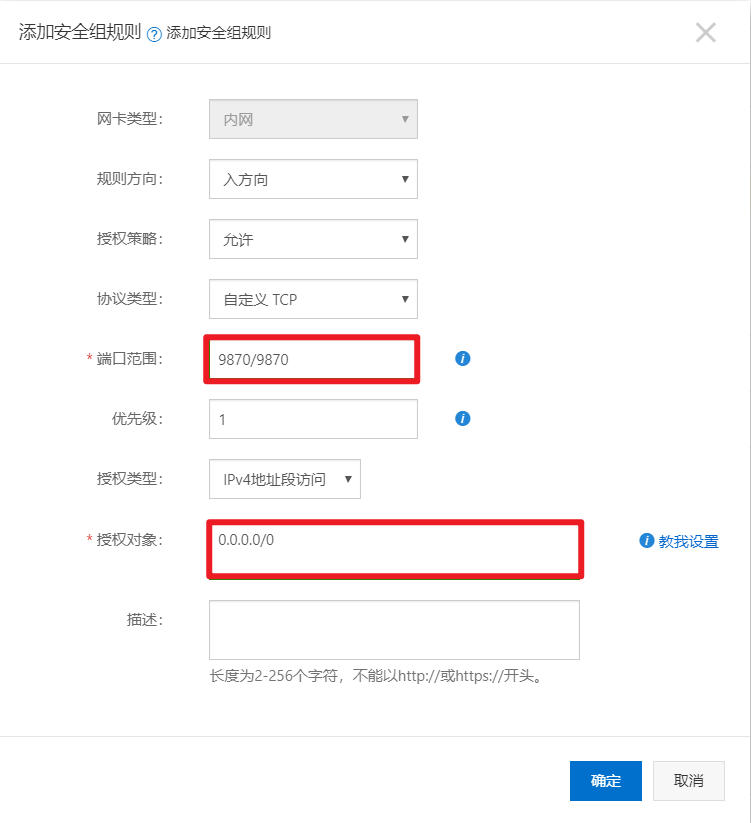 添加安全组规则 ? 添加安全组规则
网卡类型： 内网
规则方向： 入方向
授权策略： 允许
协议类型： 自定义 TCP
* 端口范围： 9870/9870
优先级： 1
授权类型： IPv4地址段访问
* 授权对象： 0.0.0.0/0 i 教我设置
描述：
长度为2-256个字符，不能以http://或https://开头。
确定 取消